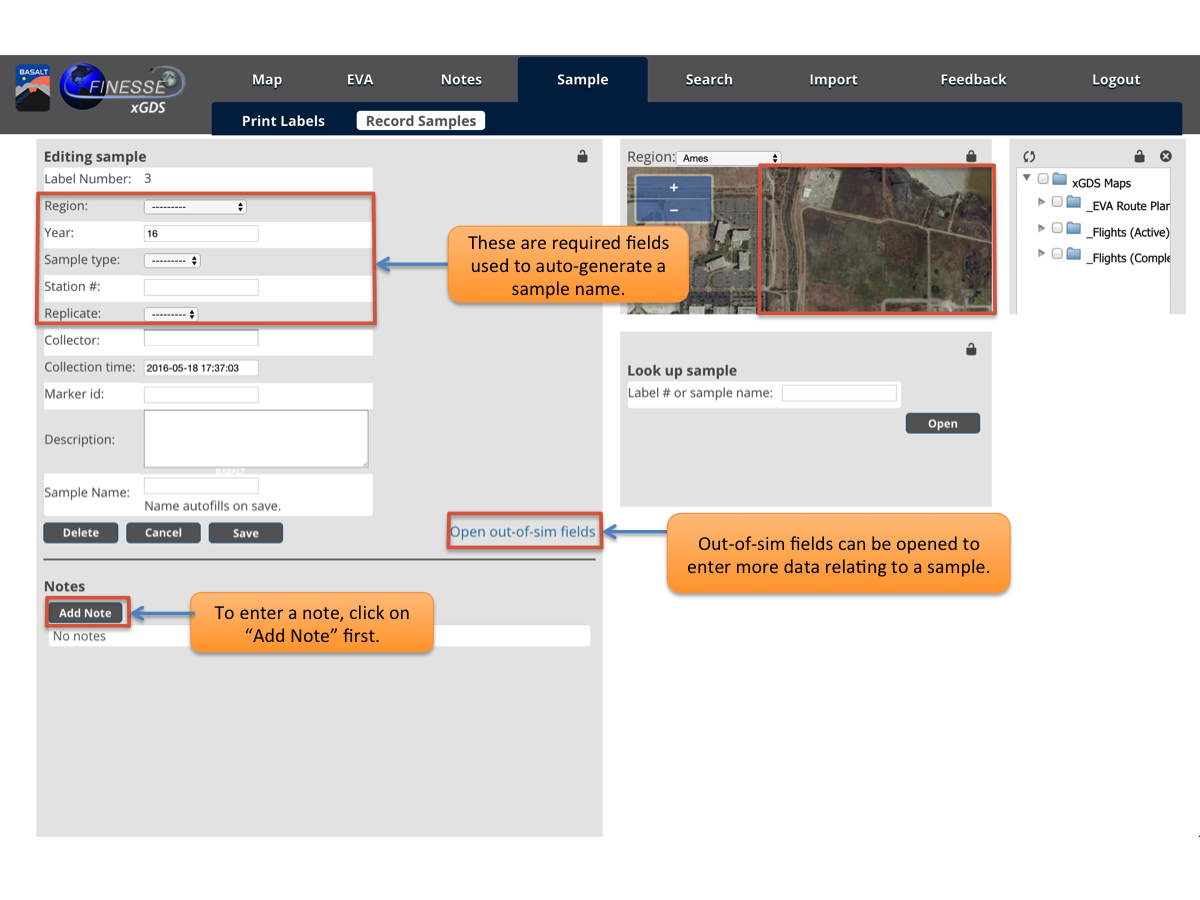 BASALT
FINESSE
xGDS
Map
EVA
Notes
Sample
Search
Import
Feedback
Logout
Print Labels
Record Samples
Editing sample
Label Number: 3
Region: ---------
Year: 16
Sample type: ---------
Station #:
Replicate: ---------
Collector:
Collection time: 2016-05-18 17:37:03
Marker id:
Description:
BASALT
Sample Name:
Name autofills on save.
Delete
Cancel
Save
Open out-of-sim fields
Notes
Add Note
No notes
These are required fields
used to auto-generate a
sample name.
To enter a note, click on
“Add Note” first.
Region: Ames
+
−
Look up sample
Label # or sample name:
Open
Out-of-sim fields can be opened to
enter more data relating to a sample.
xGDS Maps
_EVA Route Plan
_Flights (Active)
_Flights (Comple